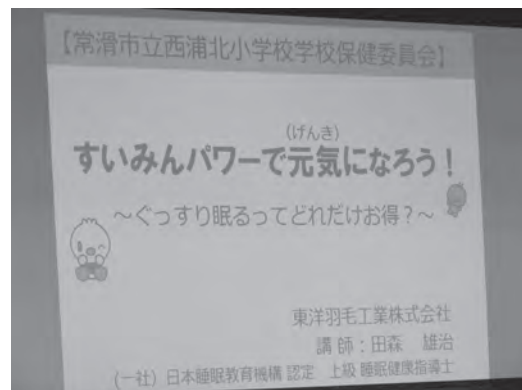 【常滑市立西浦北小学校学校保健委員会】
(げんき)
すいみんパワーで元気になろう！
～ぐっすり眠るってどれだけお得？～
東洋羽毛工業株式会社
講師：田森 雄治
(一社) 日本睡眠教育機構 認定 上級 睡眠健康指導士